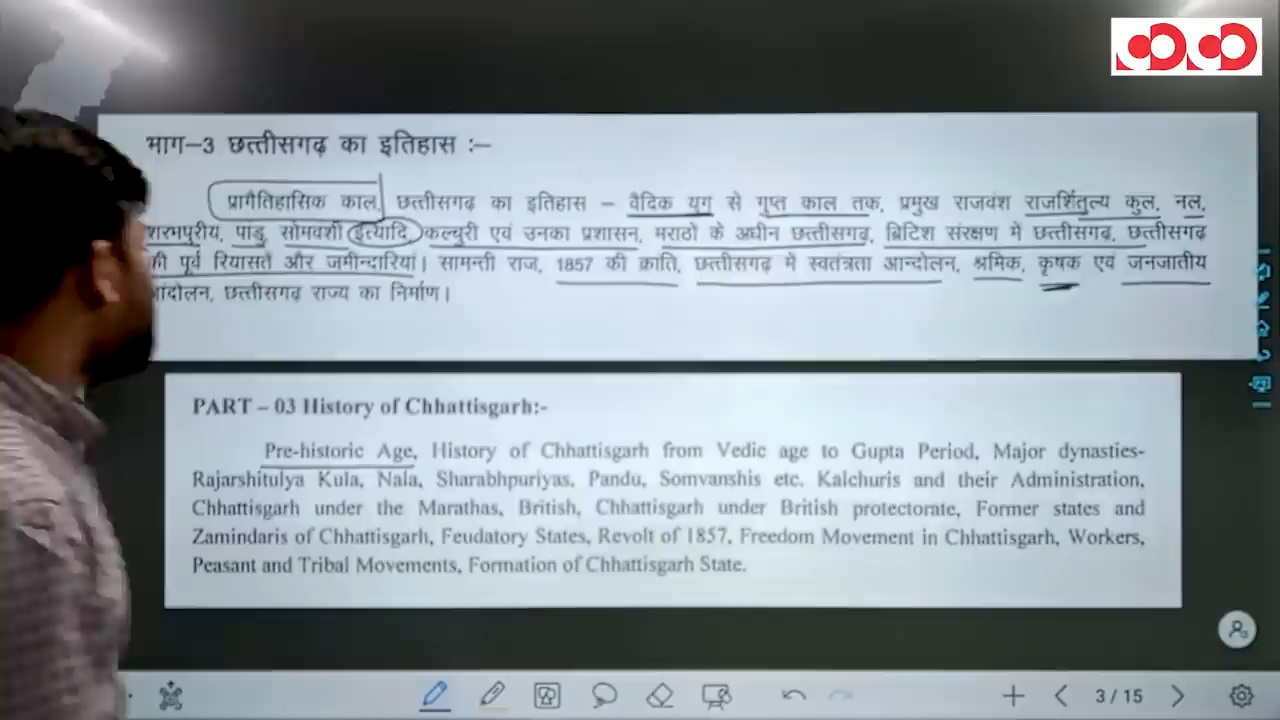 भाग-3 छत्तीसगढ़ का इतिहास :-
प्रागैतिहासिक काल, छत्तीसगढ़ का इतिहास – वैदिक युग से गुप्त काल तक, प्रमुख राजवंश राजर्शितुल्य कुल, नल,
शरभपुरीय, पांडु, सोमवशी इत्यादि कल्चुरी एवं उनका प्रशासन, मराठो के अधीन छत्तीसगढ़, ब्रिटिश संरक्षण में छत्तीसगढ़, छत्तीसगढ़
की पूर्व रियासतें और जमीन्दारियां। सामन्ती राज, 1857 की क्रांति, छत्तीसगढ़ में स्वतंत्रता आन्दोलन, श्रमिक, कृषक एवं जनजातीय
छत्तीसगढ़ राज्य का निर्माण।
PART – 03 History of Chhattisgarh:-
Pre-historic Age, History of Chhattisgarh from Vedic age to Gupta Period, Major dynasties-
Rajarshitulya Kula, Nala, Sharabhpuriyas, Pandu, Somvanshis etc. Kalchuris and their Administration,
Chhattisgarh under the Marathas, British, Chhattisgarh under British protectorate, Former states and
Zamindaris of Chhattisgarh, Feudatory States, Revolt of 1857, Freedom Movement in Chhattisgarh, Workers,
Peasant and Tribal Movements, Formation of Chhattisgarh State.
3 / 15